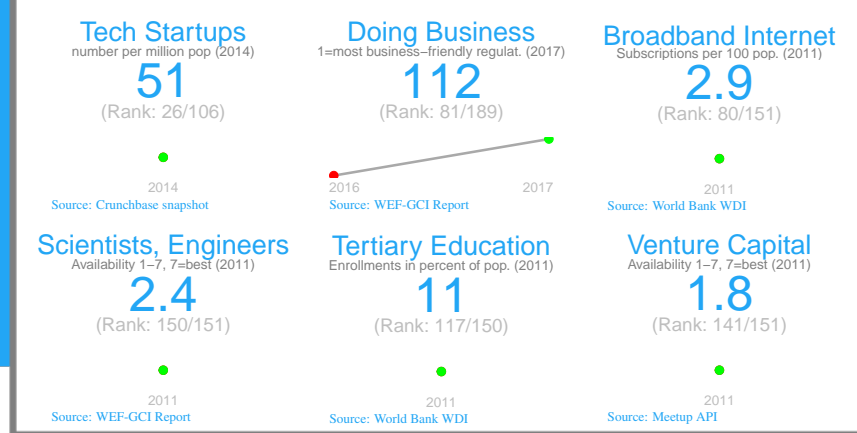 Tech Startups
number per million pop (2014)
51
(Rank: 26/106)
2014
Source: Crunchbase snapshot
Doing Business
1=most business−friendly regulat. (2017)
112
(Rank: 81/189)
2016 2017
Source: WEF-GCI Report
Broadband Internet
Subscriptions per 100 pop. (2011)
2.9
(Rank: 80/151)
2011
Source: World Bank WDI
Scientists, Engineers
Availability 1−7, 7=best (2011)
2.4
(Rank: 150/151)
2011
Source: WEF-GCI Report
Tertiary Education
Enrollments in percent of pop. (2011)
11
(Rank: 117/150)
2011
Source: World Bank WDI
Venture Capital
Availability 1−7, 7=best (2011)
1.8
(Rank: 141/151)
2011
Source: Meetup API